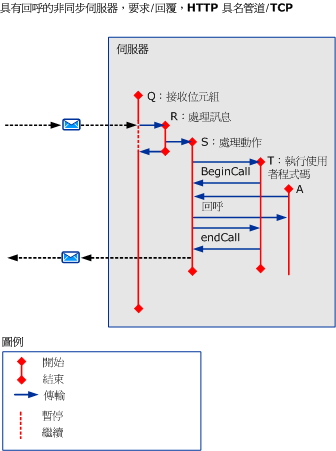 具有回呼的非同步伺服器，要求/回覆，HTTP 具名管道/TCP
伺服器
Q：接收位元組
R：處理訊息
S：處理動作
T：執行使用
者程式碼
BeginCall
A
回呼
endCall
圖例
開始
結束
傳輸
暫停
繼續